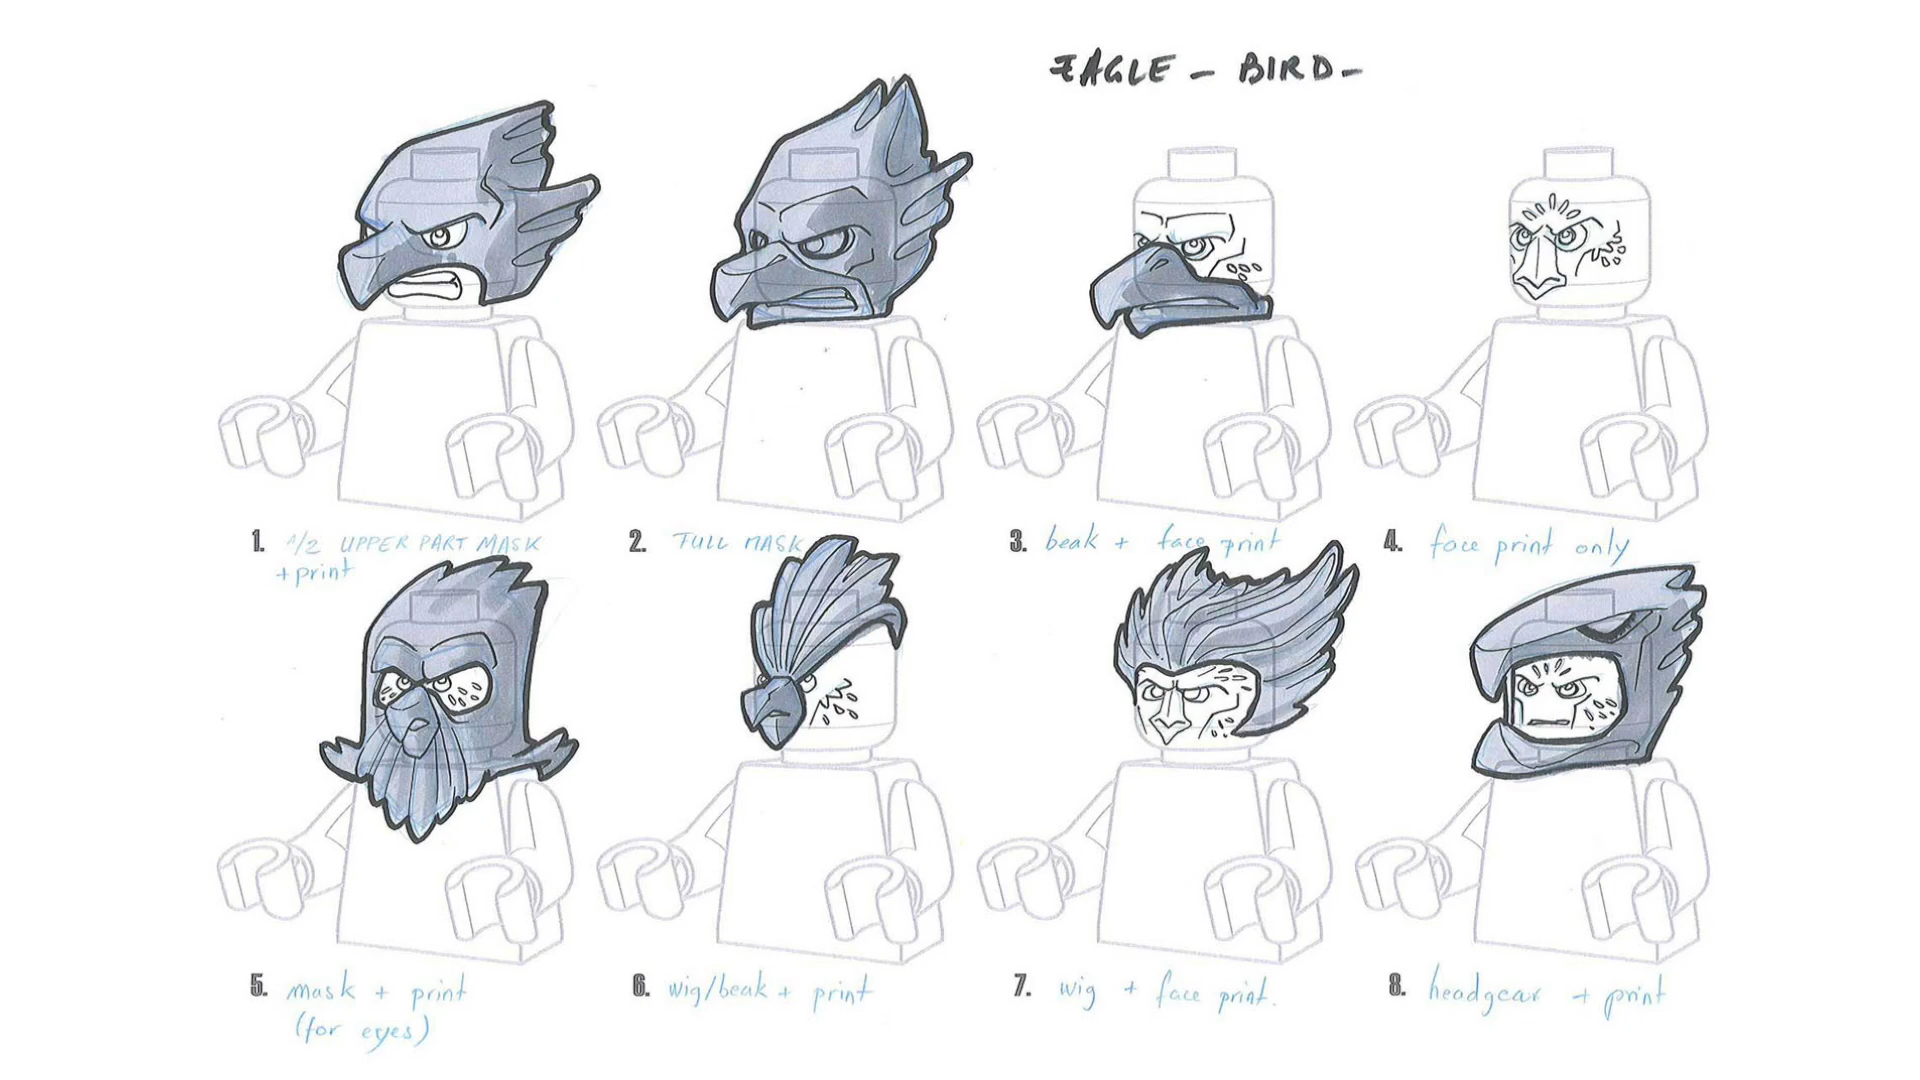 EAGLE - BIRD -
1. 1/2 UPPER PART MASK
+ print
2. FULL MASK
3. beak + face print
4. face print only
5. mask + print
(for eyes)
6. wig/beak + print
7. wig + face print.
8. headgear + print